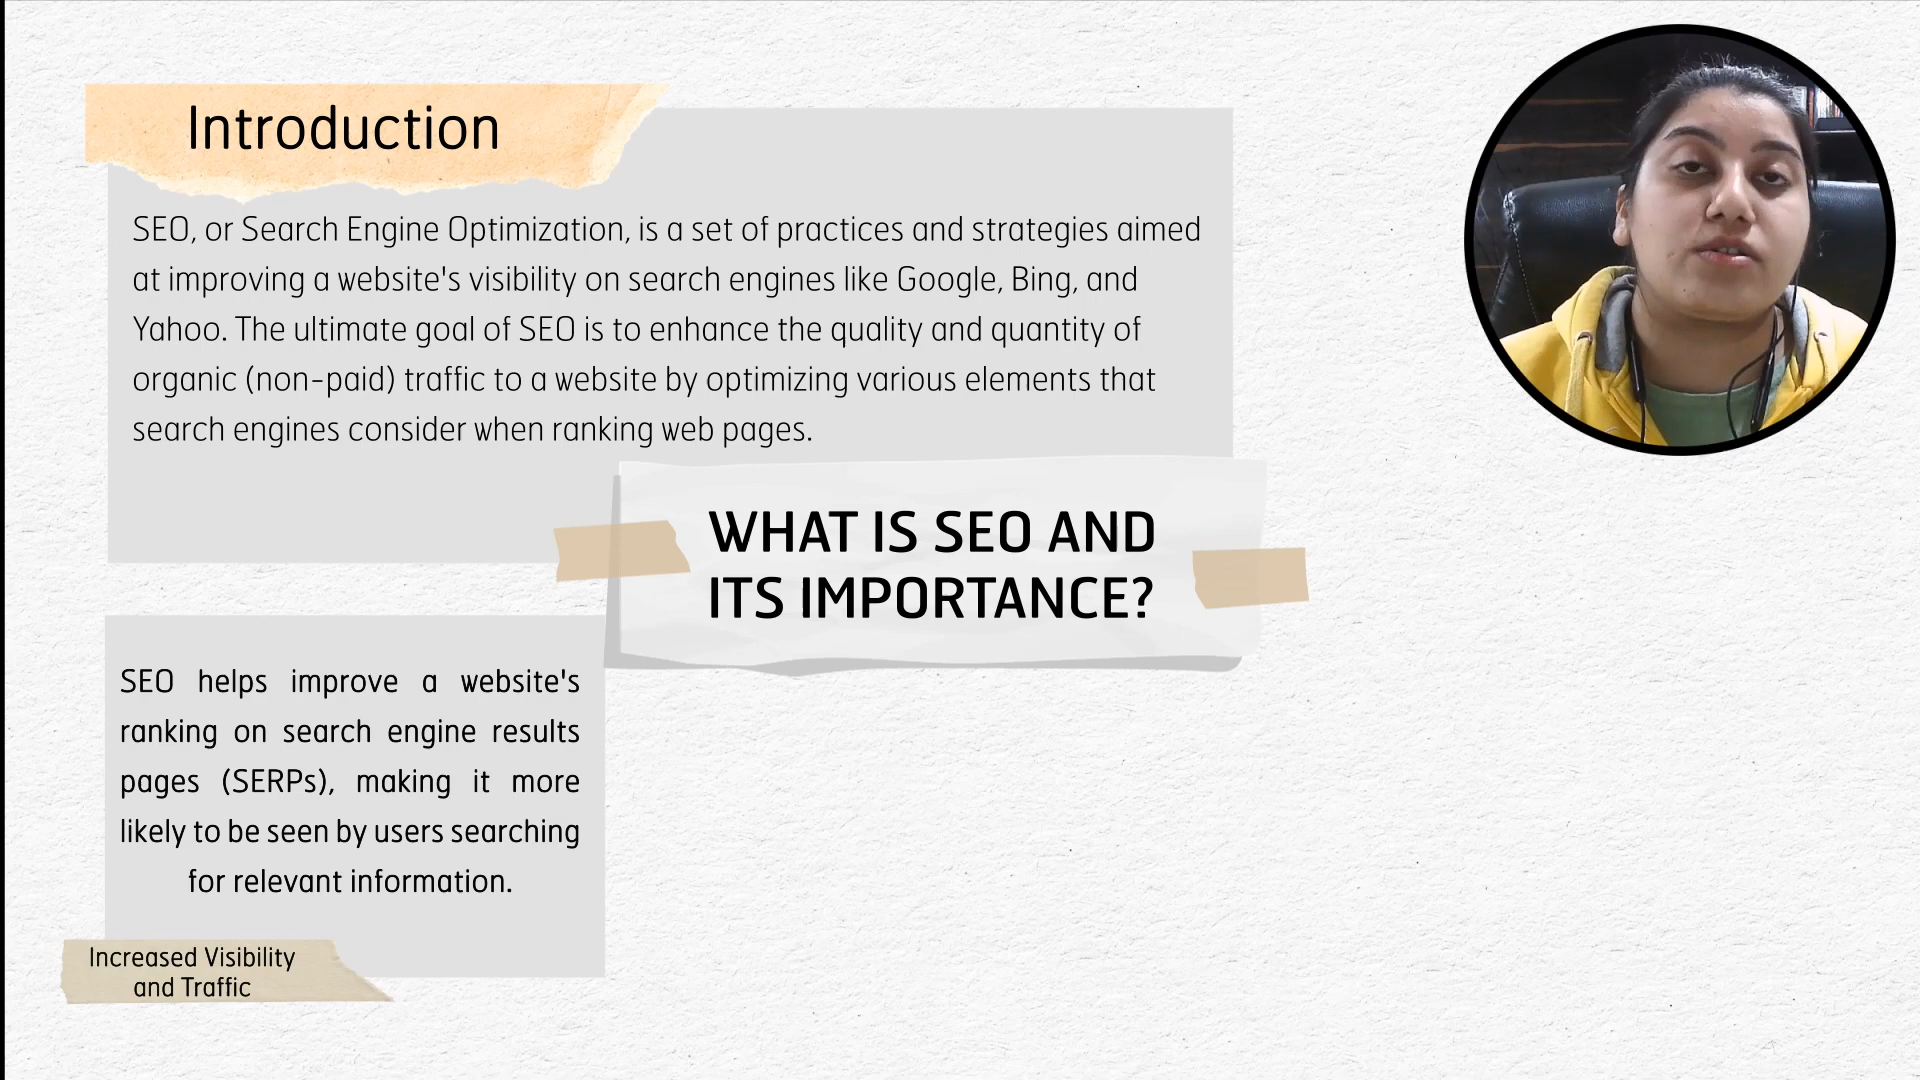 Introduction
SEO, or Search Engine Optimization, is a set of practices and strategies aimed
at improving a website's visibility on search engines like Google, Bing, and
Yahoo. The ultimate goal of SEO is to enhance the quality and quantity of
organic (non-paid) traffic to a website by optimizing various elements that
search engines consider when ranking web pages.
WHAT IS SEO AND
ITS IMPORTANCE?
SEO helps improve a website's
ranking on search engine results
pages (SERPs), making it more
likely to be seen by users searching
for relevant information.
Increased Visibility
and Traffic